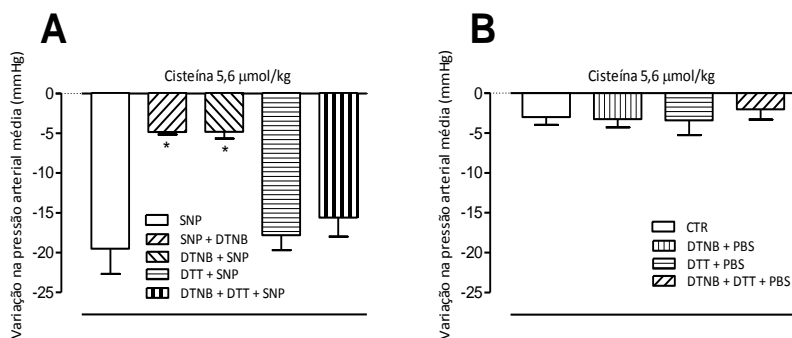 A
Cisteína 5,6 µmol/kg
Variação na pressão arterial média (mmHg)
0
-5
-10
-15
-20
-25
*
*
SNP
SNP + DTNB
DTNB + SNP
DTT + SNP
DTNB + DTT + SNP
B
Cisteína 5,6 µmol/kg
Variação na pressão arterial média (mmHg)
0
-5
-10
-15
-20
-25
CTR
DTNB + PBS
DTT + PBS
DTNB + DTT + PBS